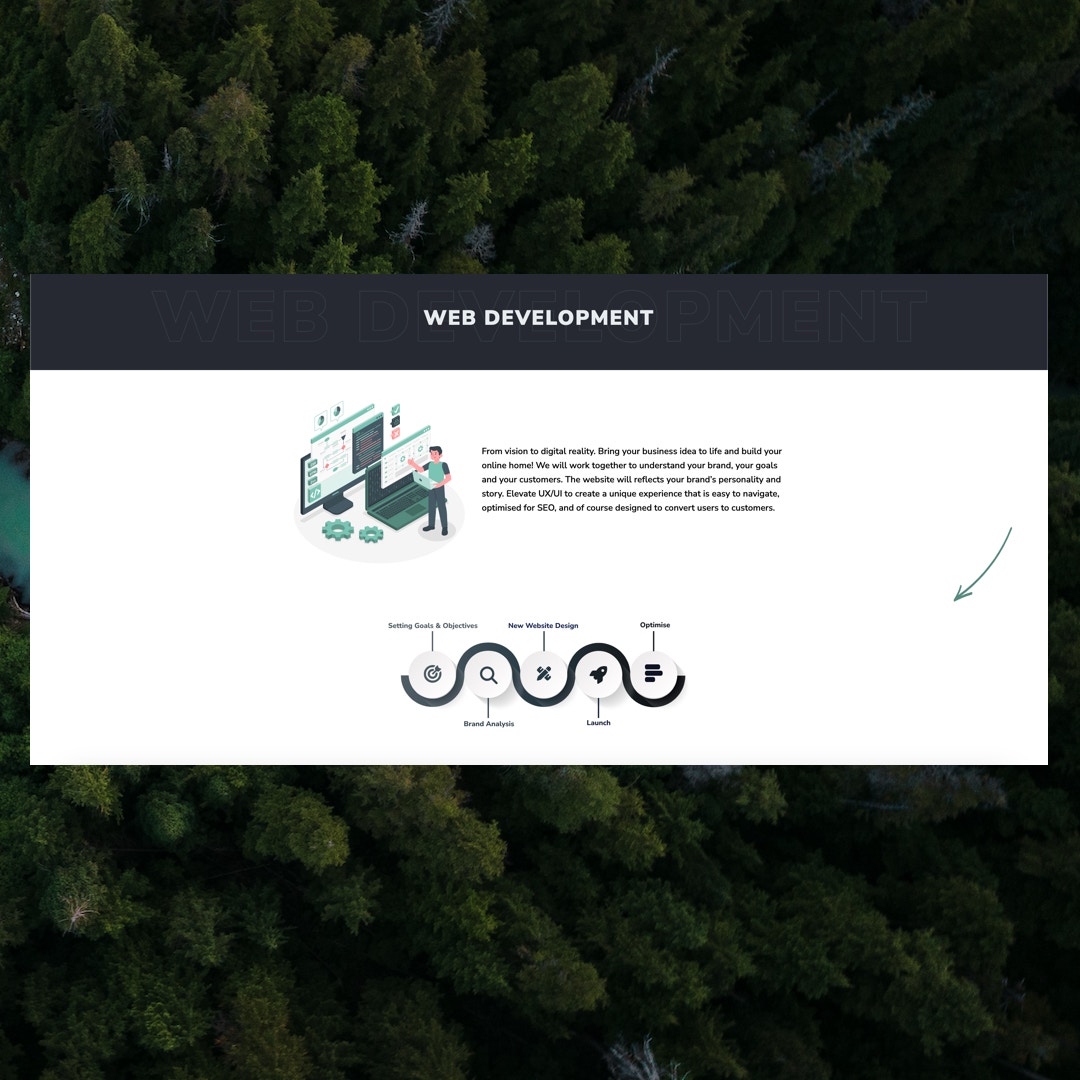 WEB DEVELOPMENT
WEB DEVELOPMENT
From vision to digital reality. Bring your business idea to life and build your
online home! We will work together to understand your brand, your goals
and your customers. The website will reflects your brand's personality and
story. Elevate UX/UI to create a unique experience that is easy to navigate,
optimised for SEO, and of course designed to convert users to customers.
Setting Goals & Objectives
New Website Design
Optimise
Brand Analysis
Launch